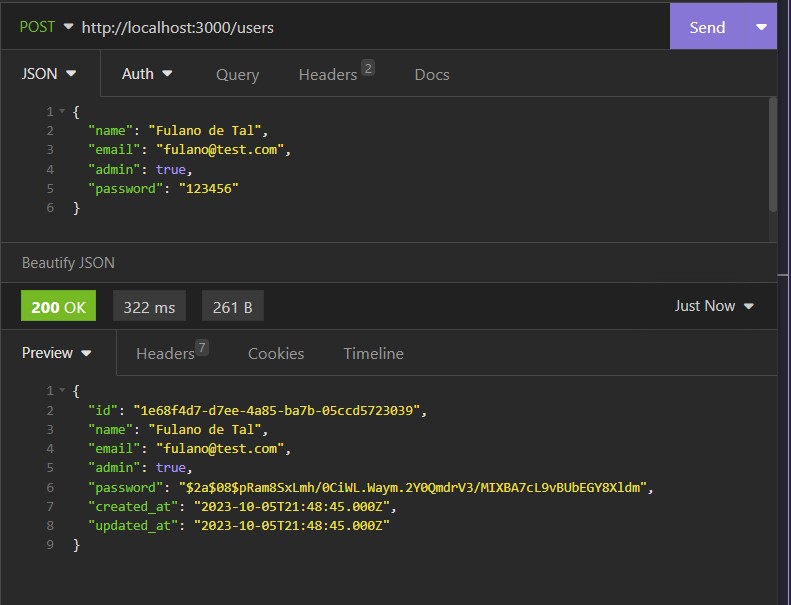 POST http://localhost:3000/users Send
JSON Auth Query Headers 2 Docs
1 {
2 "name": "Fulano de Tal",
3 "email": "fulano@test.com",
4 "admin": true,
5 "password": "123456"
6 }
Beautify JSON
200 OK 322 ms 261 B Just Now
Preview Headers 7 Cookies Timeline
1 {
2 "id": "1e68f4d7-d7ee-4a85-ba7b-05ccd5723039",
3 "name": "Fulano de Tal",
4 "email": "fulano@test.com",
5 "admin": true,
6 "password": "$2a$08$pRam8SxLmh/0CiWL.Waym.2Y0QmdrV3/MIXBA7cL9vBUbEGY8Xldm",
7 "created_at": "2023-10-05T21:48:45.000Z",
8 "updated_at": "2023-10-05T21:48:45.000Z"
9 }